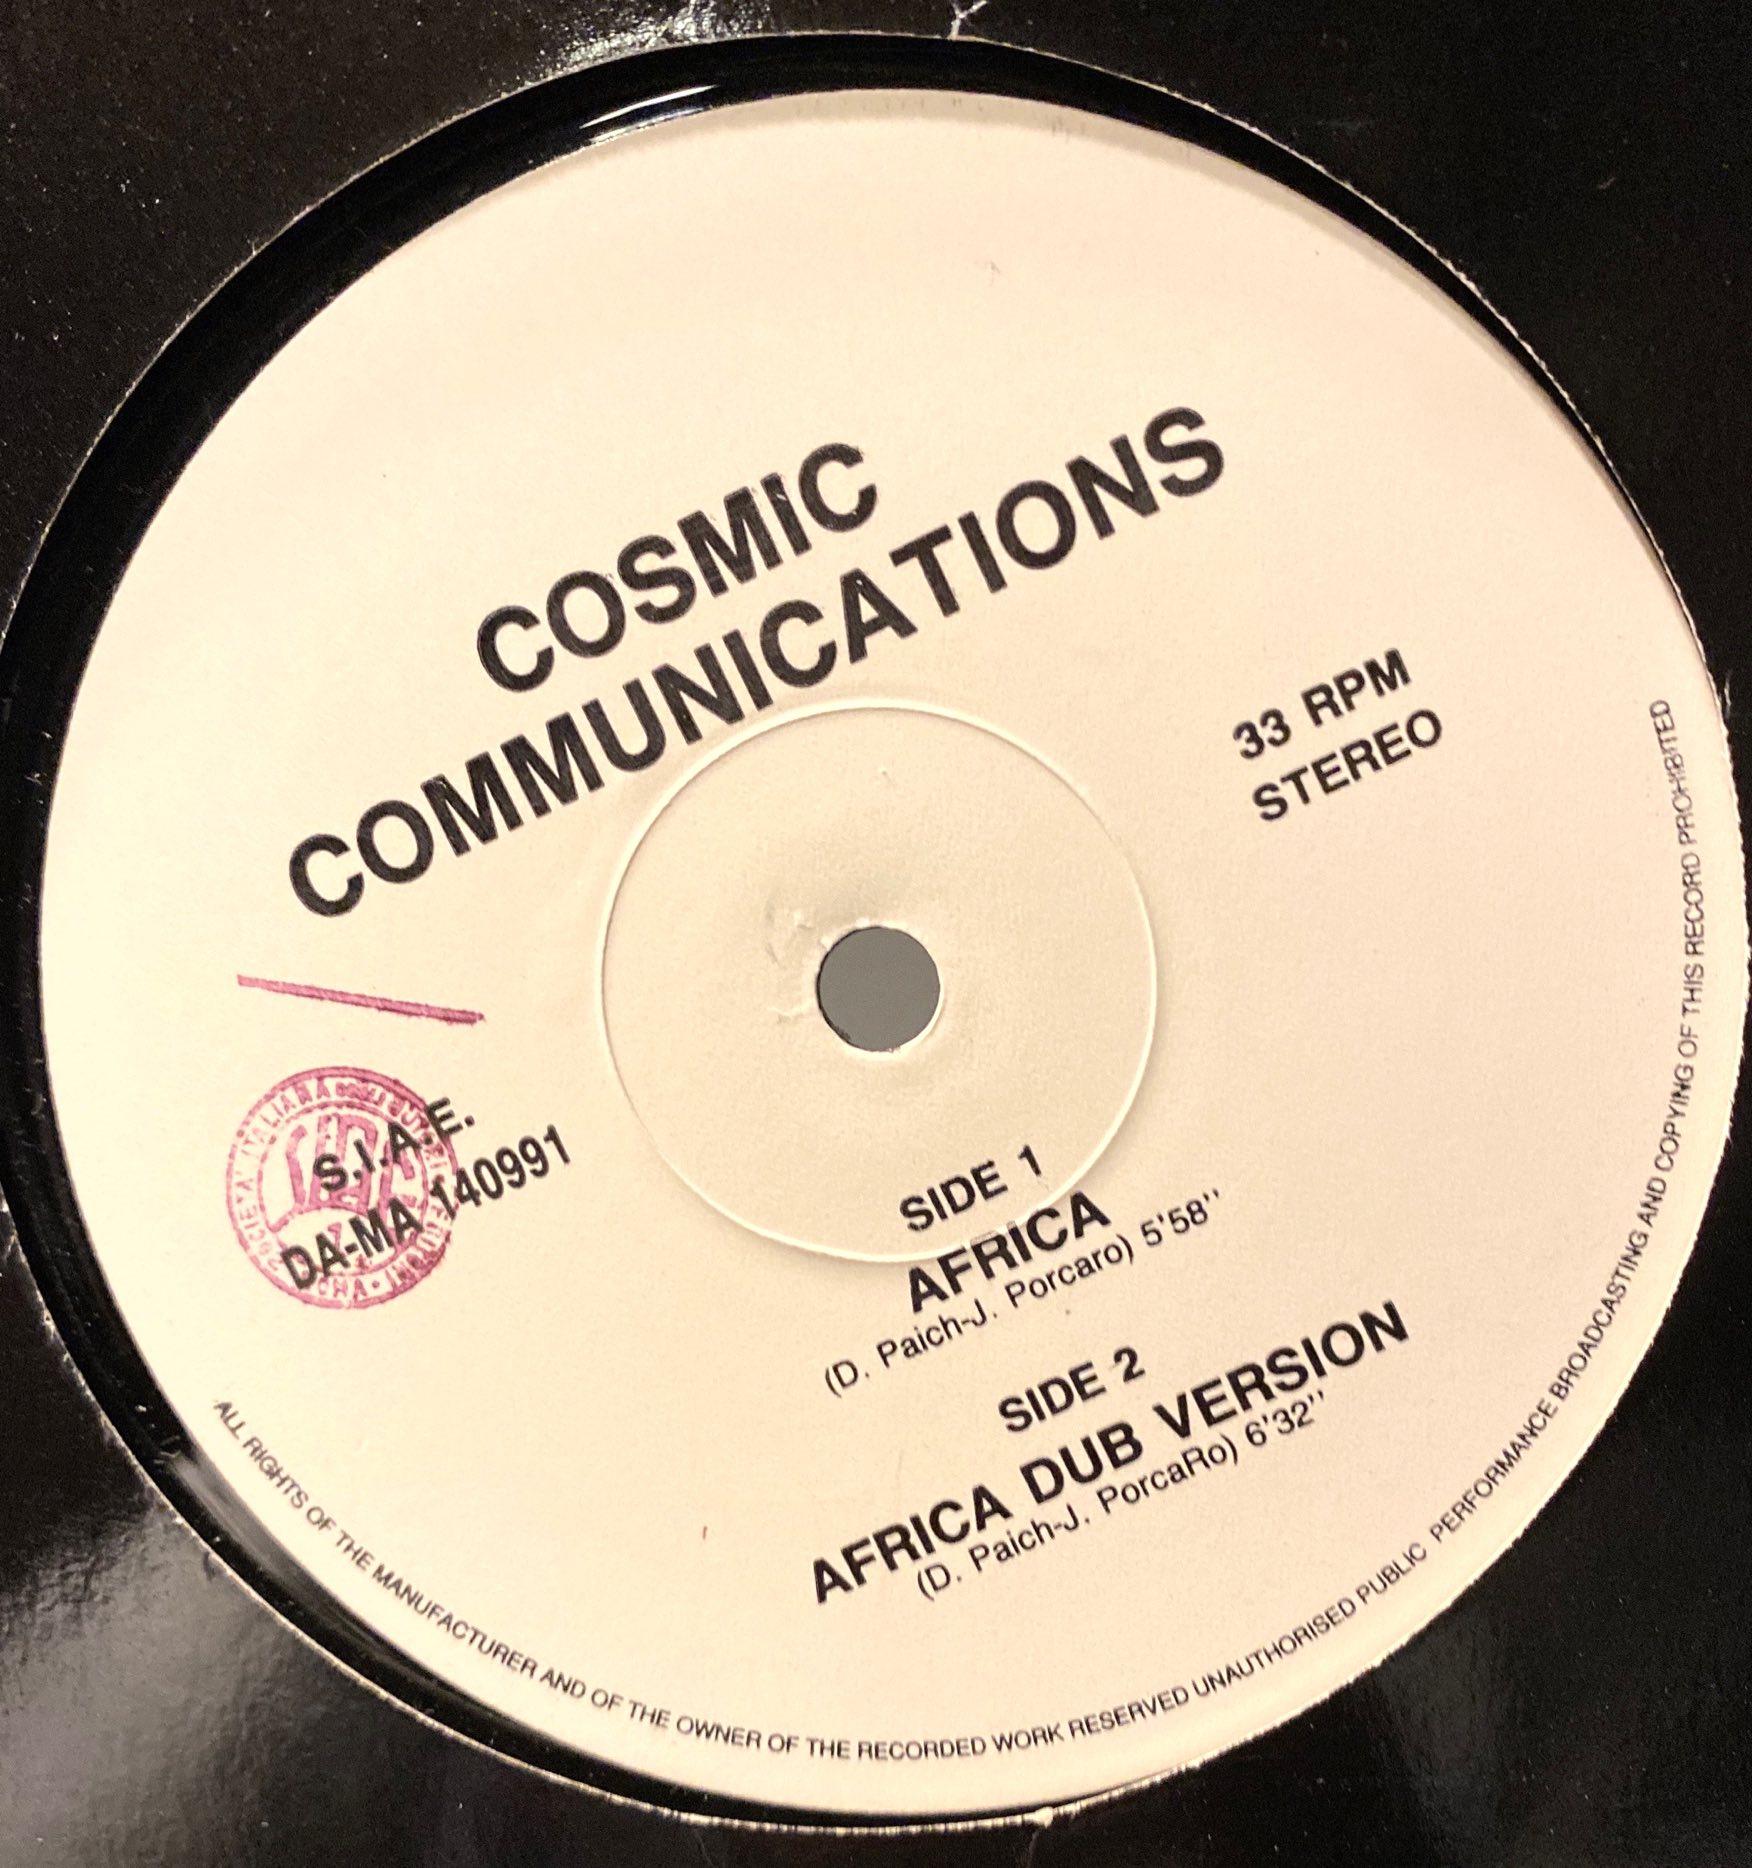 COSMIC
COMMUNICATIONS
33 RPM
STEREO
S.I.A.E.
DA-MA 140991
SIDE 1
AFRICA
(D. Paich-J. Porcaro) 5'58''
SIDE 2
AFRICA DUB VERSION
(D. Paich-J. PorcaRo) 6'32''
ALL RIGHTS OF THE MANUFACTURER AND OF THE OWNER OF THE RECORDED WORK RESERVED UNAUTHORISED PUBLIC PERFORMANCE BROADCASTING AND COPYING OF THIS RECORD PROHIBITED